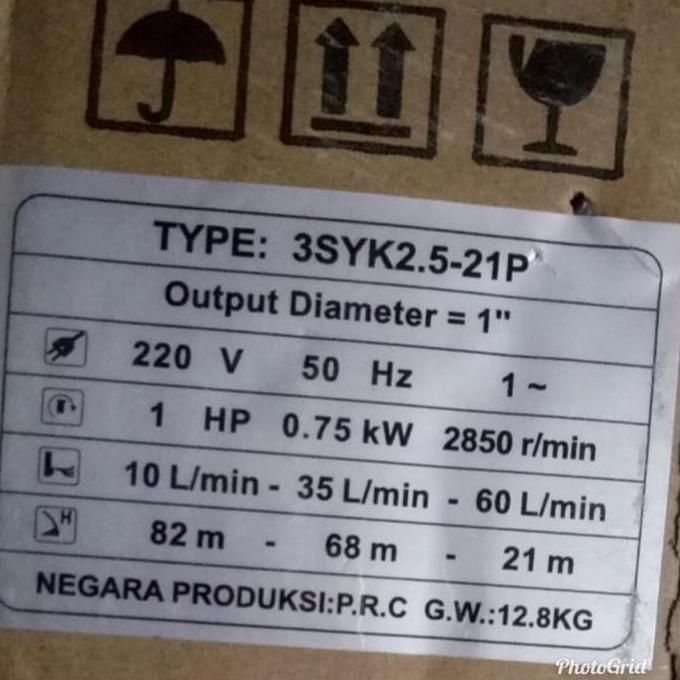 TYPE: 3SYK2.5-21P
Output Diameter = 1"
220 V 50 Hz 1 ~
1 HP 0.75 kW 2850 r/min
10 L/min - 35 L/min - 60 L/min
H 82 m - 68 m - 21 m
NEGARA PRODUKSI:P.R.C G.W.:12.8KG
PhotoGrid